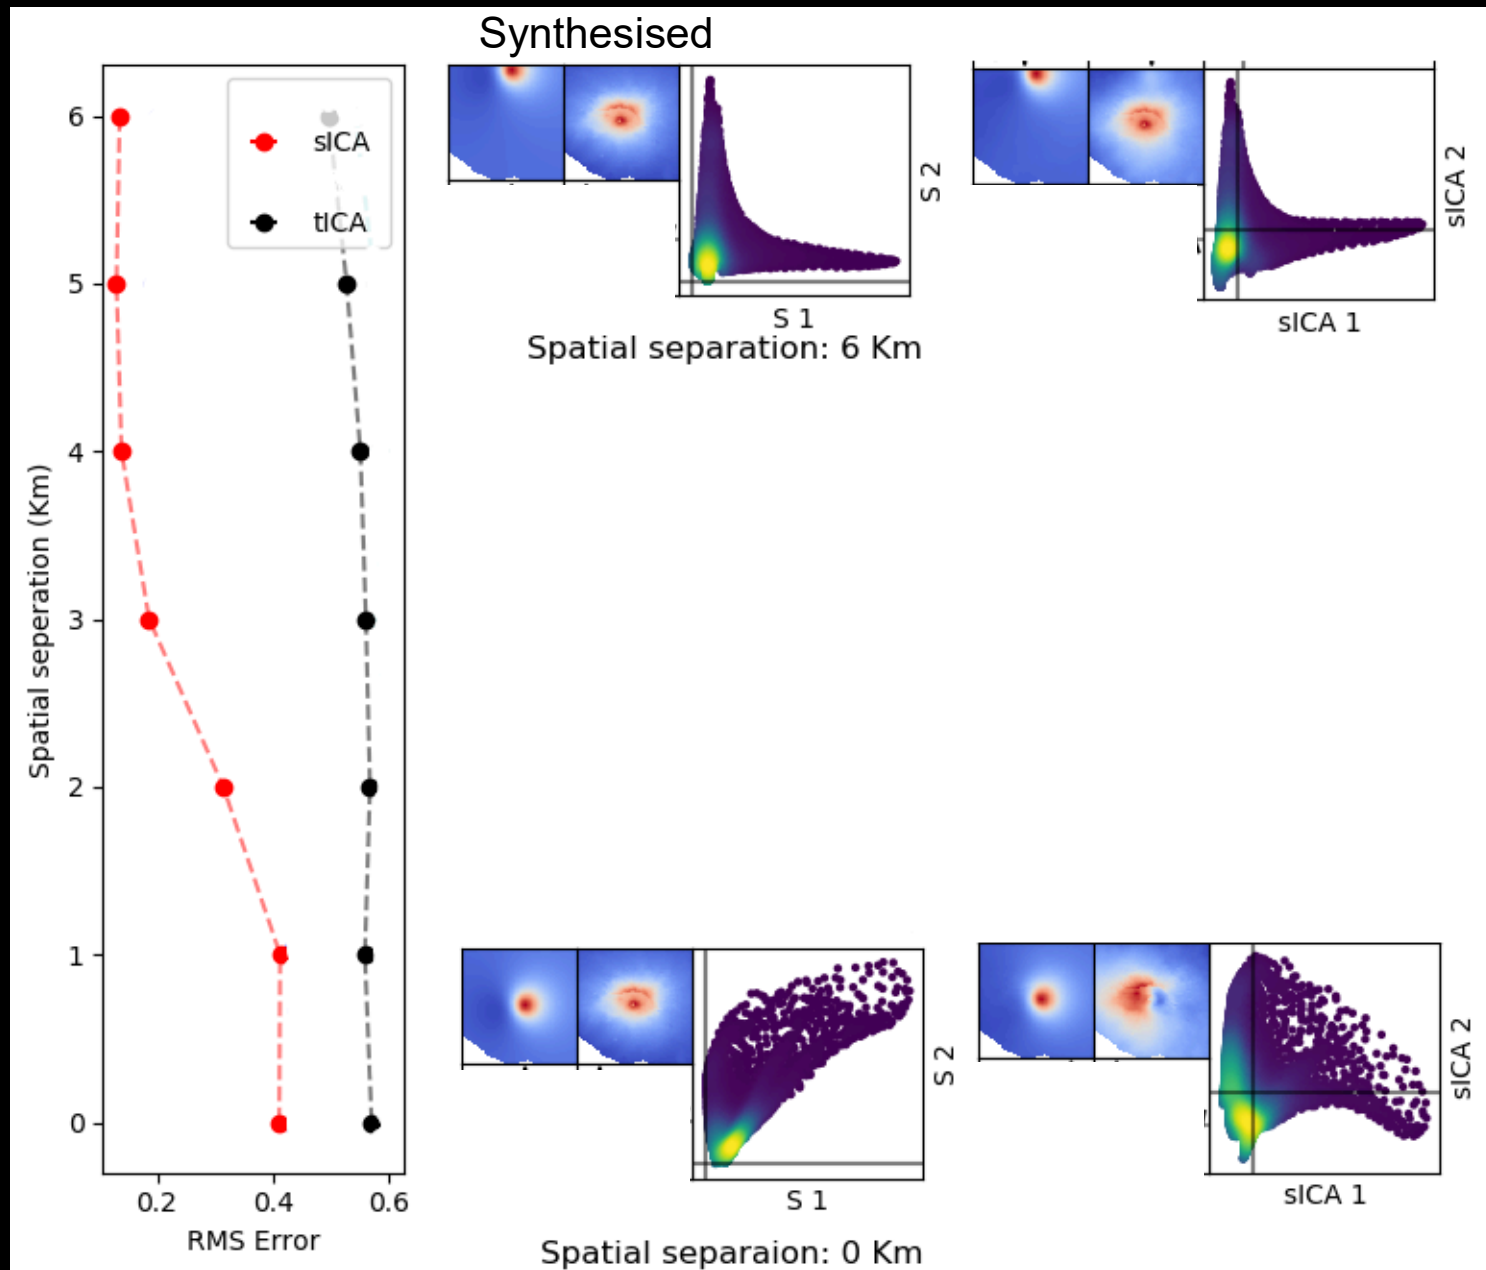 Synthesised
6
5
4
3
2
1
0
Spatial seperation (Km)
0.2 0.4 0.6
RMS Error
sICA
tICA
S 2
S 1
Spatial separation: 6 Km
sICA 2
sICA 1
S 2
S 1
Spatial separaion: 0 Km
sICA 2
sICA 1